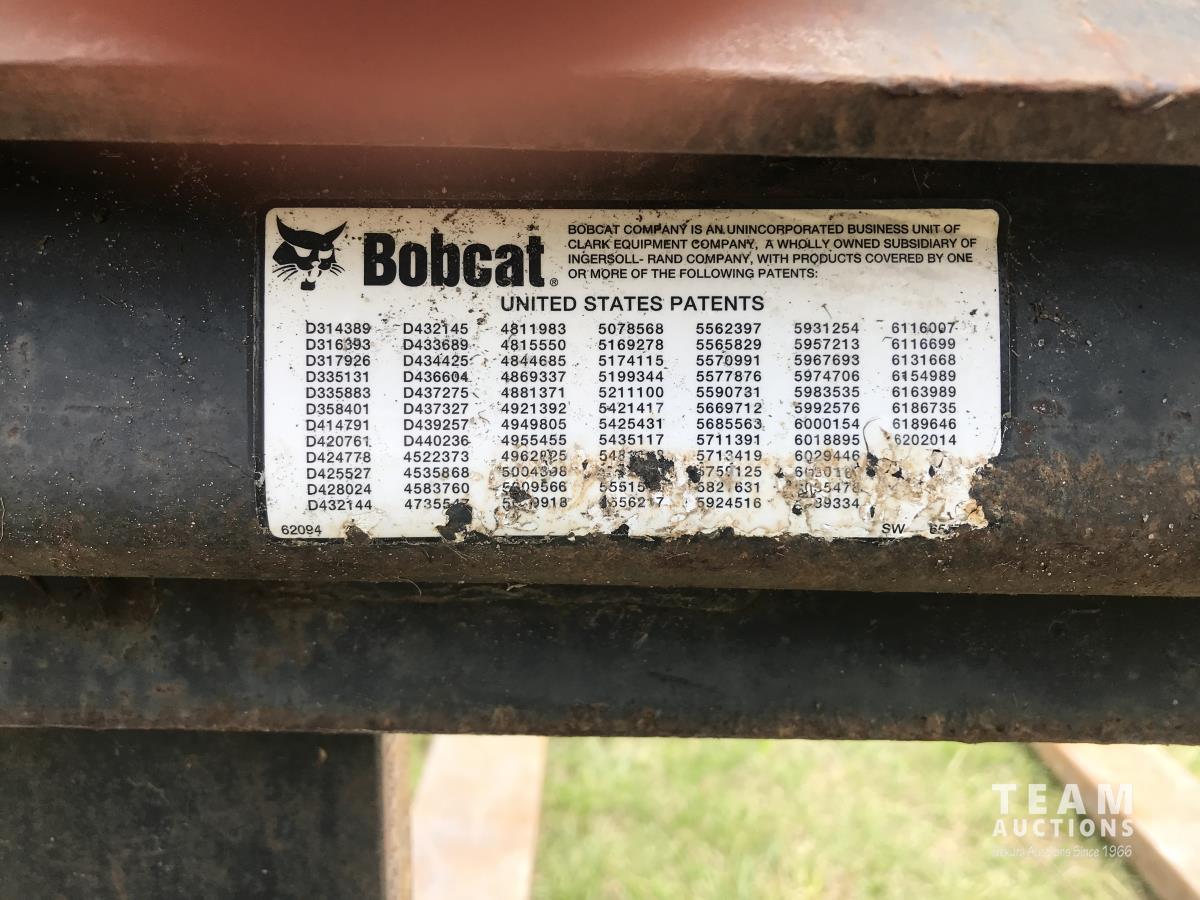 Bobcat®
BOBCAT COMPANY IS AN UNINCORPORATED BUSINESS UNIT OF
CLARK EQUIPMENT COMPANY, A WHOLLY OWNED SUBSIDIARY OF
INGERSOLL- RAND COMPANY, WITH PRODUCTS COVERED BY ONE
OR MORE OF THE FOLLOWING PATENTS:
UNITED STATES PATENTS
D314389 D432145 4811983 5078568 5562397 5931254 6116007
D316393 D433689 4815550 5169278 5565829 5957213 6116699
D317926 D434425 4844685 5174115 5570991 5967693 6131668
D335131 D436604 4869337 5199344 5577876 5974706 6154989
D335883 D437275 4881371 5211100 5590731 5983535 6163989
D358401 D437327 4921392 5421417 5669712 5992576 6186735
D414791 D439257 4949805 5425431 5685563 6000154 6189646
D420761 D440236 4955455 5435117 5711391 6018895 6202014
D424778 4522373 5713419 6029446
D425527 4535868
D428024 4583760
D432144 5924516
62094 SW
TEAM
AUCTIONS
Auctions Since 1966